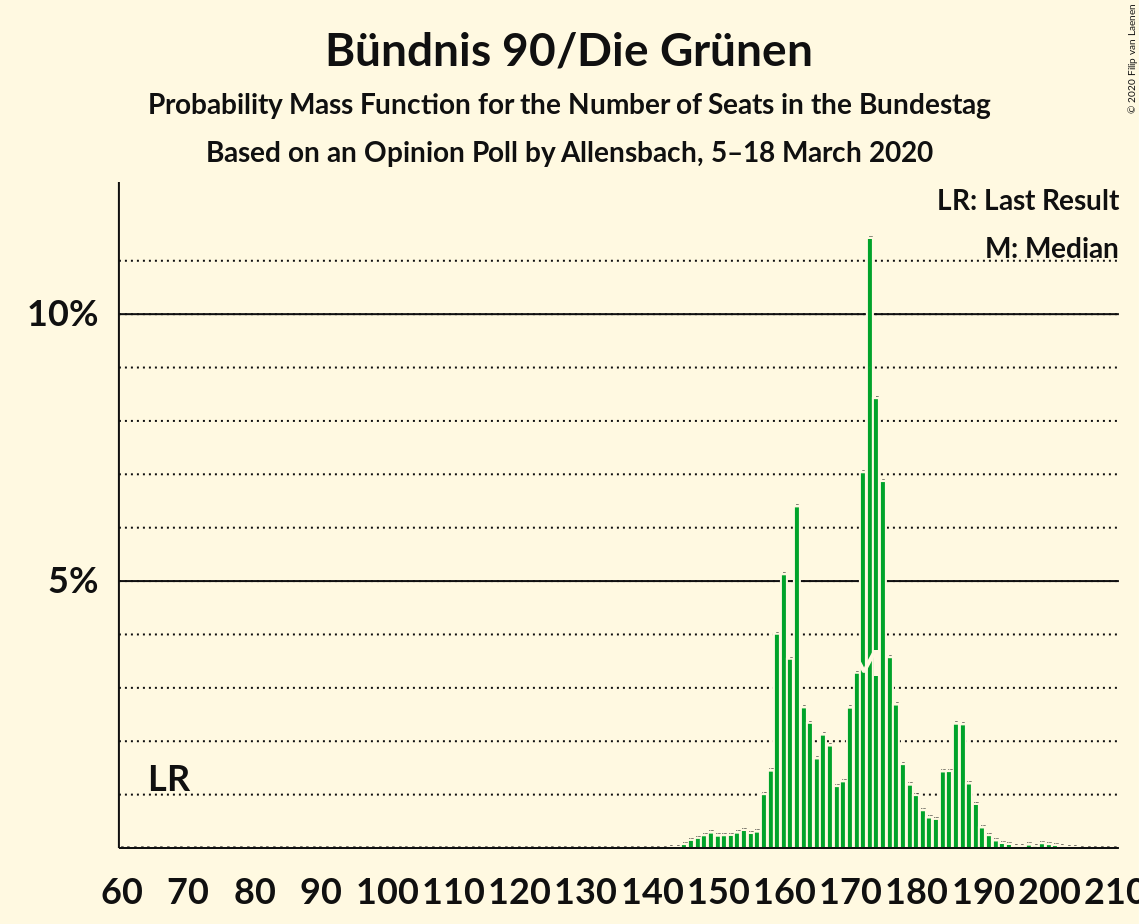 Bündnis 90/Die Grünen
Probability Mass Function for the Number of Seats in the Bundestag
Based on an Opinion Poll by Allensbach, 5–18 March 2020
© 2020 Filip van Laenen
LR: Last Result
M: Median
10%
5%
LR
M
60 70 80 90 100 110 120 130 140 150 160 170 180 190 200 210